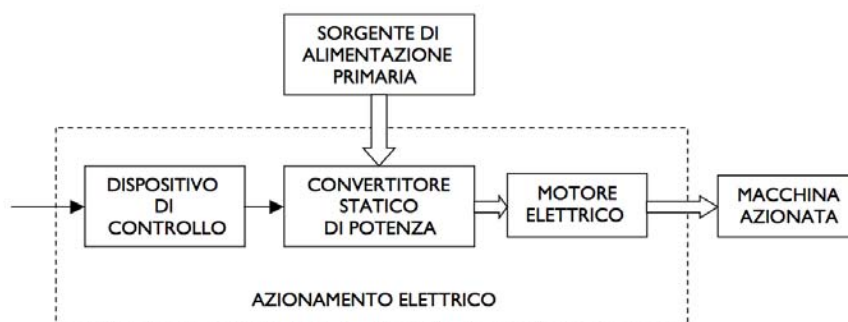 SORGENTE DI
ALIMENTAZIONE
PRIMARIA
DISPOSITIVO
DI
CONTROLLO
CONVERTITORE
STATICO
DI POTENZA
MOTORE
ELETTRICO
MACCHINA
AZIONATA
AZIONAMENTO ELETTRICO